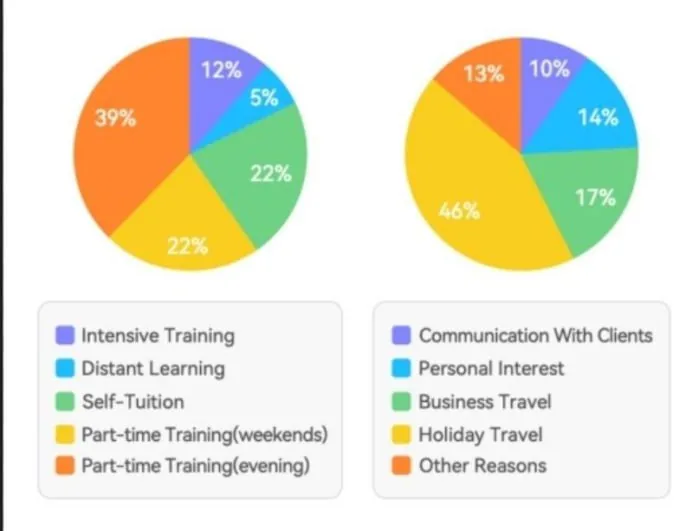 12%
5%
22%
22%
39%
10%
14%
17%
46%
13%
Intensive Training
Distant Learning
Self-Tuition
Part-time Training(weekends)
Part-time Training(evening)
Communication With Clients
Personal Interest
Business Travel
Holiday Travel
Other Reasons